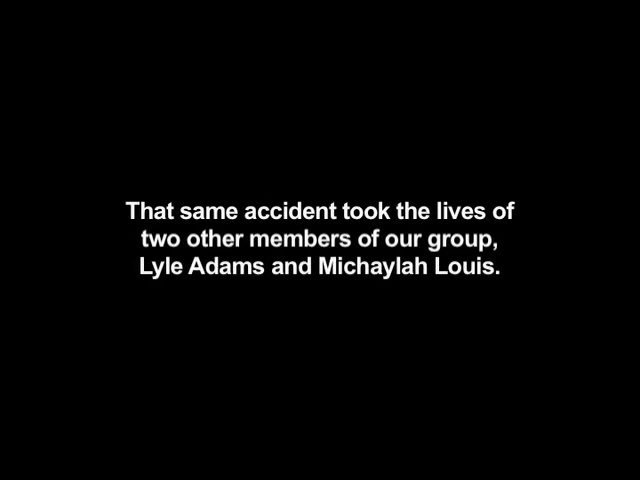 That same accident took the lives of
two other members of our group,
Lyle Adams and Michaylah Louis.